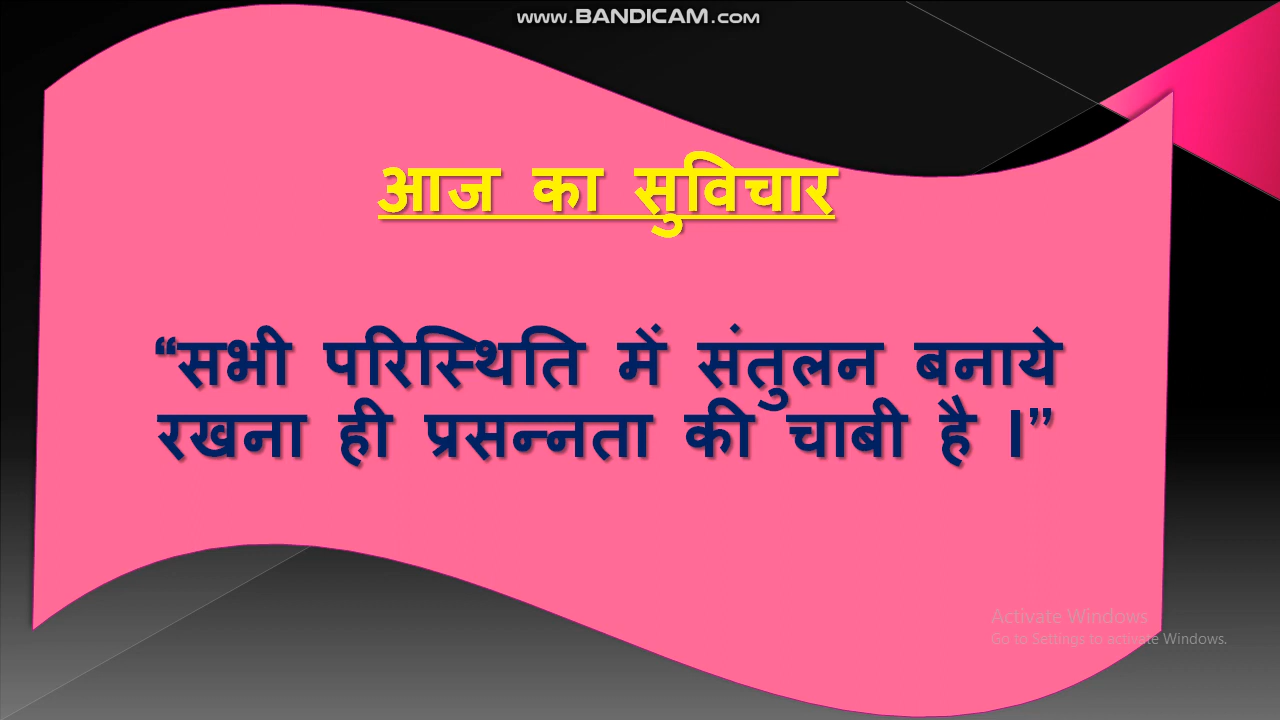 www.BANDICAM.com
आज का सुविचार
“सभी परिस्थिति में संतुलन बनाये
रखना ही प्रसन्नता की चाबी है ।”
Activate Windows
Go to Settings to activate Windows.